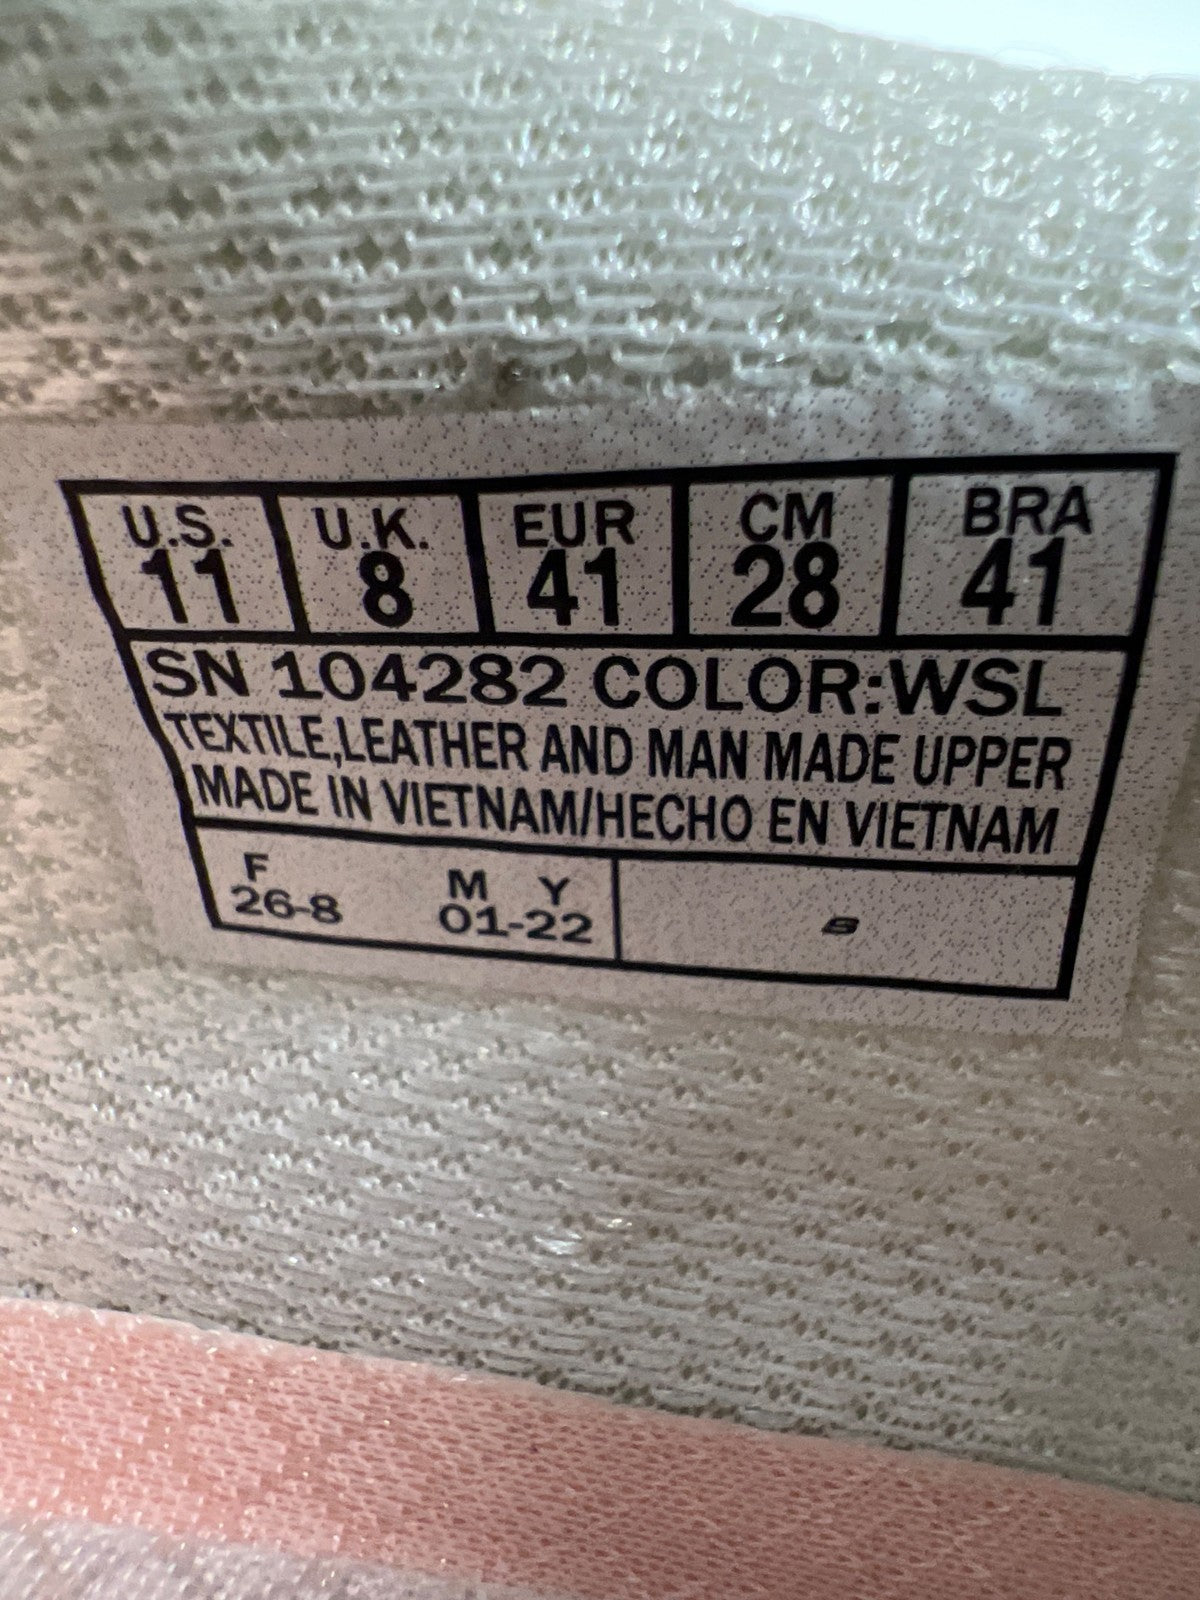 U.S. U.K. EUR CM BRA
11 8 41 28 41
SN 104282 COLOR:WSL
TEXTILE,LEATHER AND MAN MADE UPPER
MADE IN VIETNAM/HECHO EN VIETNAM
F M Y
26-8 01-22